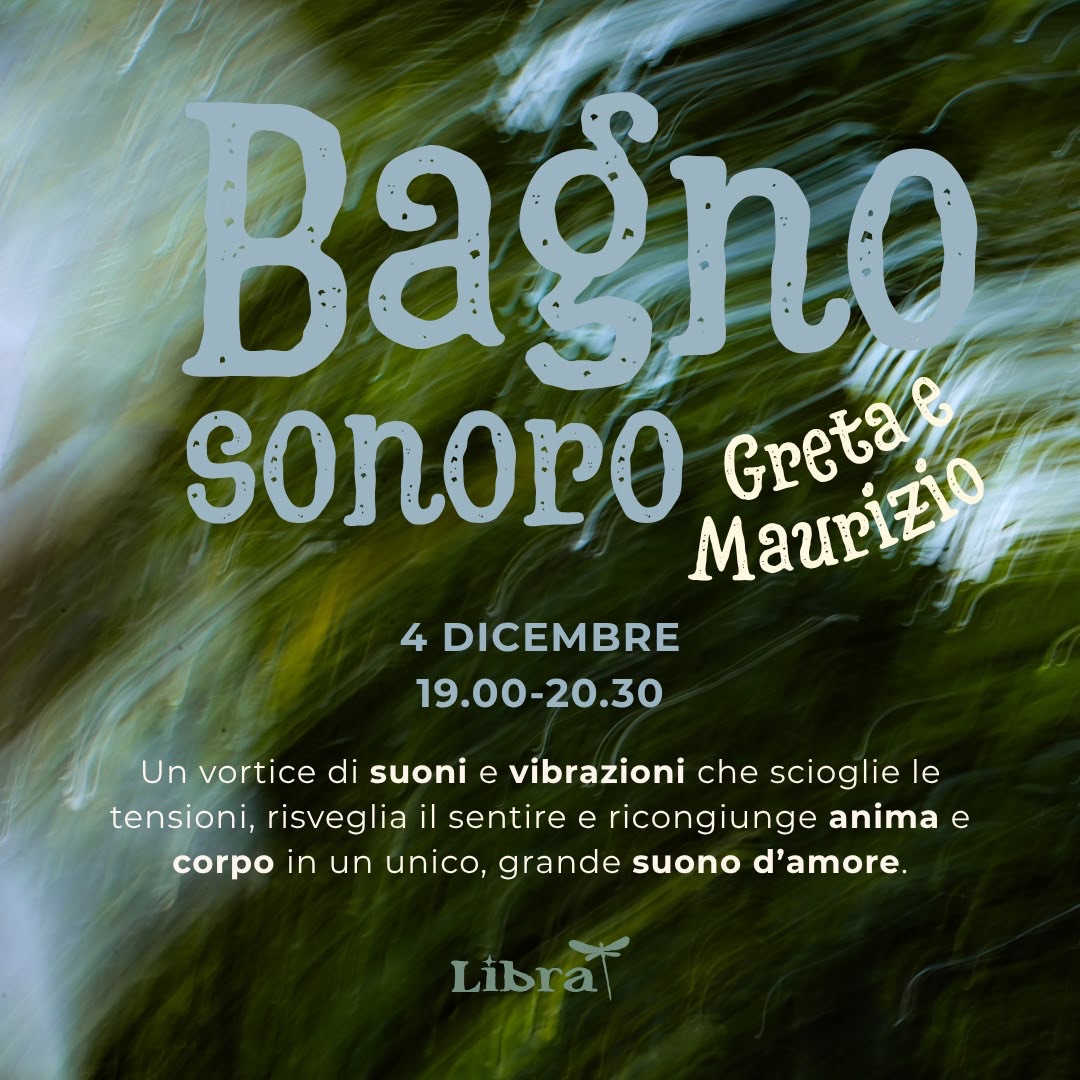 Bagno
sonoro
Greta e
Maurizio
4 DICEMBRE
19.00-20.30
Un vortice di suoni e vibrazioni che scioglie le
tensioni, risveglia il sentire e ricongiunge anima e
corpo in un unico, grande suono d’amore.
Libra